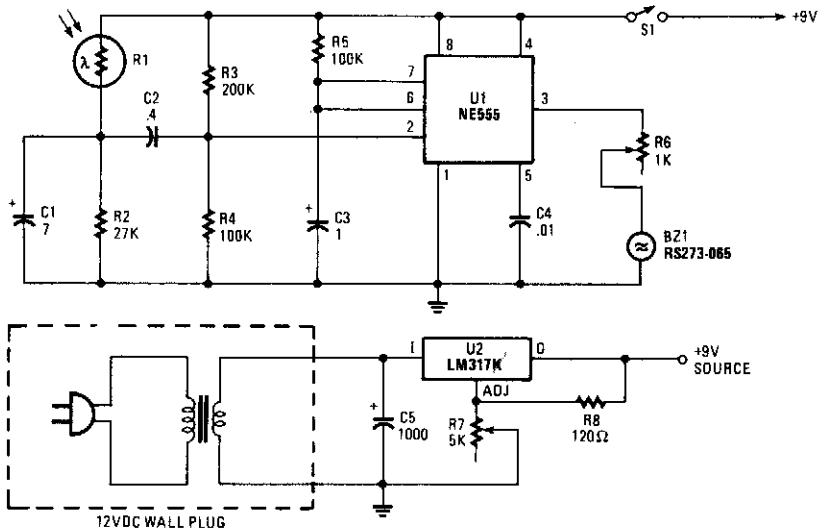 +9V
S1
R1
λ
R5
100K
R3
200K
C2
.4
8
4
7
6
2
U1
NE555
3
1
5
R6
1K
C1
7
+
R2
27K
R4
100K
+
C3
1
C4
.01
BZ1
RS273-065
12VDC WALL PLUG
+
C5
1000
I
U2
LM317K
O
ADJ
R7
5K
R8
120Ω
+9V
SOURCE